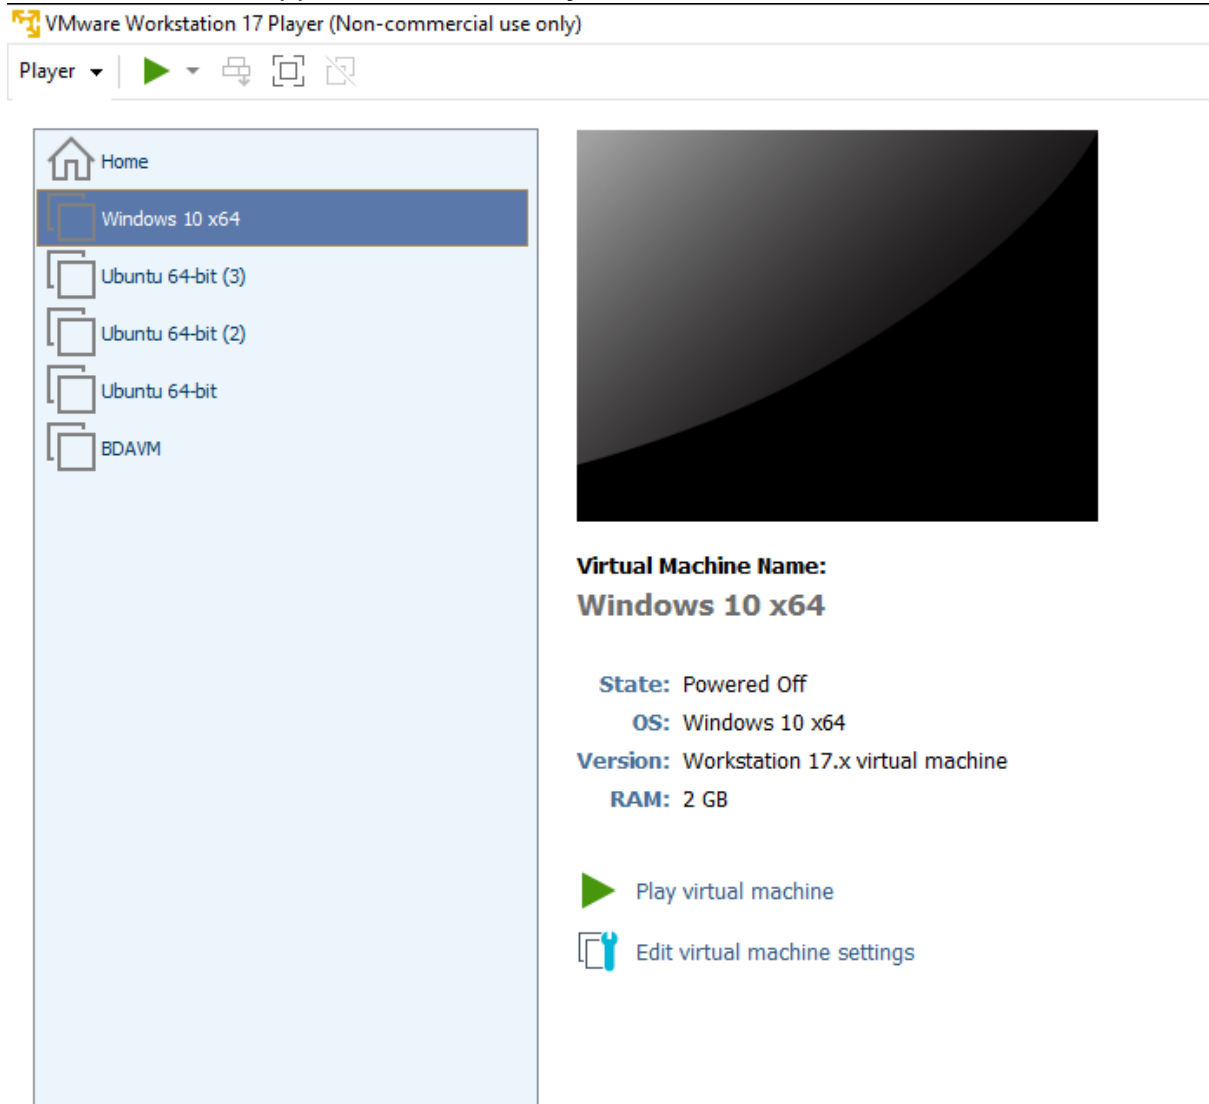 VMware Workstation 17 Player (Non-commercial use only)
Player
Home
Windows 10 x64
Ubuntu 64-bit (3)
Ubuntu 64-bit (2)
Ubuntu 64-bit
BDAVM
Virtual Machine Name:
Windows 10 x64
State: Powered Off
OS: Windows 10 x64
Version: Workstation 17.x virtual machine
RAM: 2 GB
Play virtual machine
Edit virtual machine settings